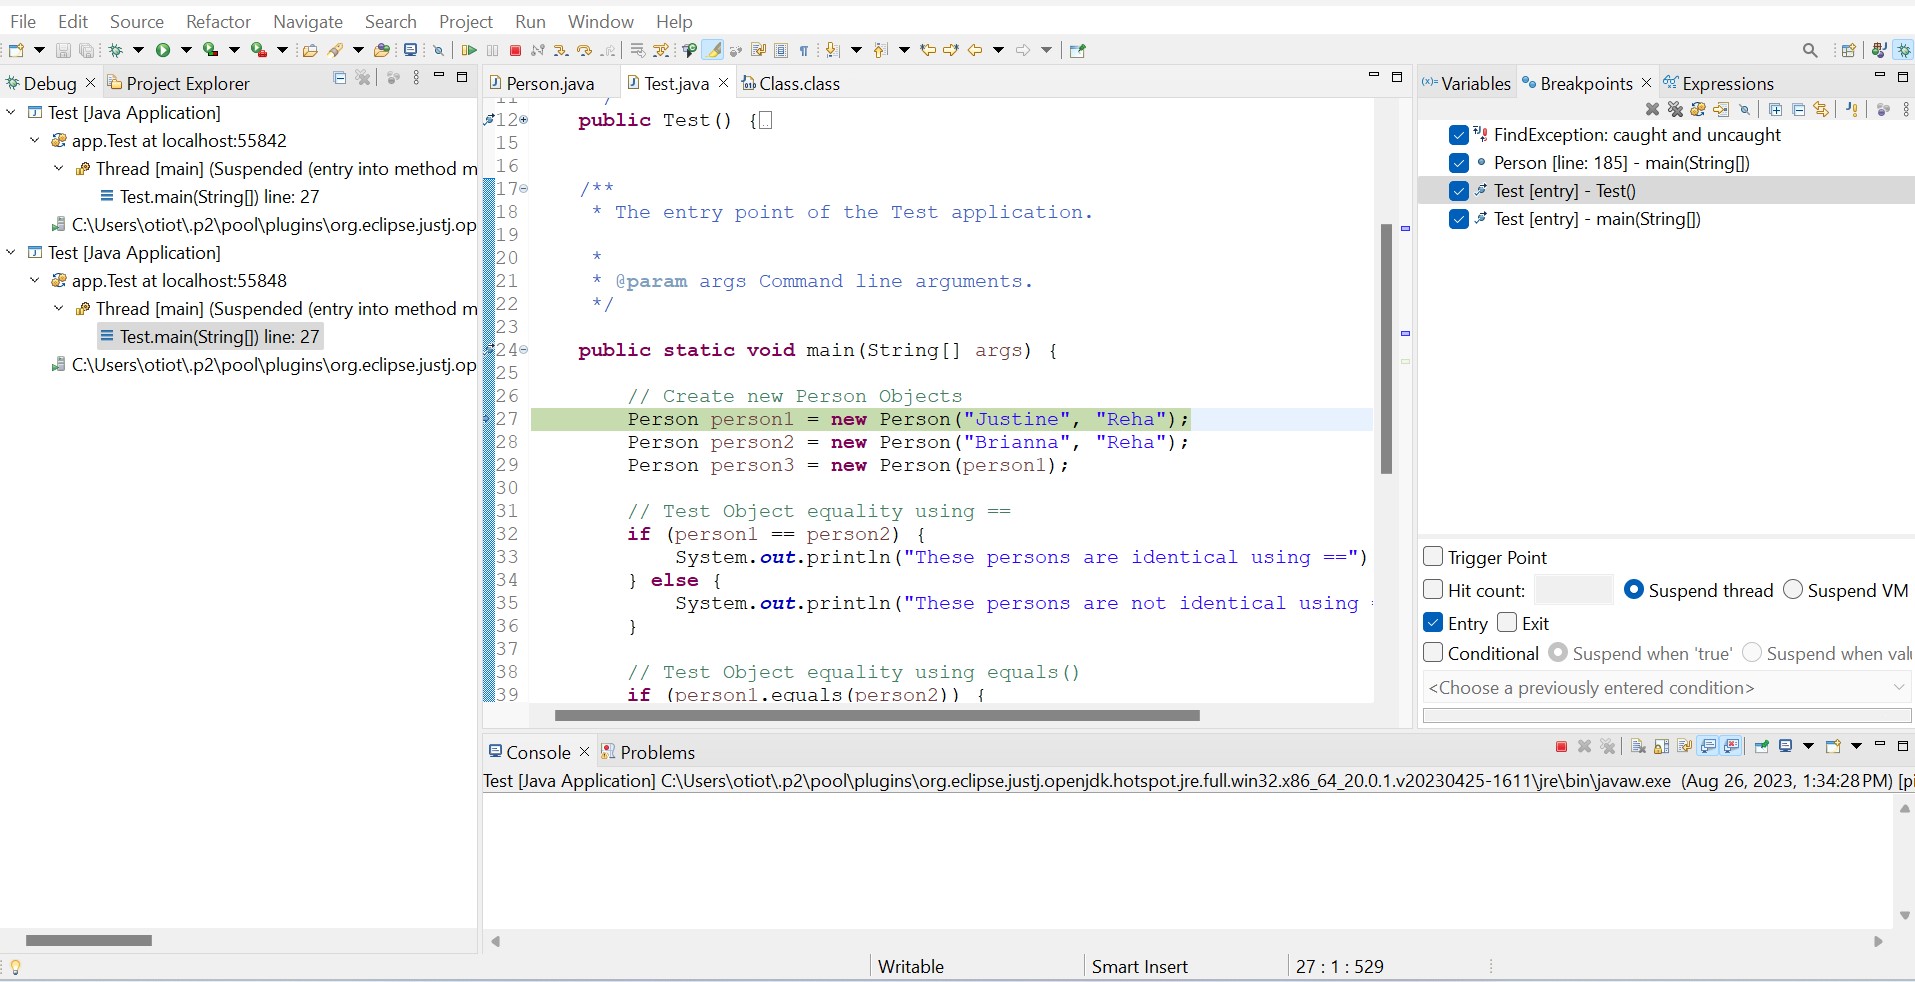 File Edit Source Refactor Navigate Search Project Run Window Help
Debug Project Explorer
Test [Java Application]
app.Test at localhost:55842
Thread [main] (Suspended (entry into method m
Test.main(String[]) line: 27
C:\Users\otiot\.p2\pool\plugins\org.eclipse.justj.op
Test [Java Application]
app.Test at localhost:55848
Thread [main] (Suspended (entry into method m
Test.main(String[]) line: 27
C:\Users\otiot\.p2\pool\plugins\org.eclipse.justj.op
Person.java Test.java Class.class
11 */
12 public Test() {
15
16
17 /**
18 * The entry point of the Test application.
19
20 *
21 * @param args Command line arguments.
22 */
23
24 public static void main(String[] args) {
25
26 // Create new Person Objects
27 Person person1 = new Person("Justine", "Reha");
28 Person person2 = new Person("Brianna", "Reha");
29 Person person3 = new Person(person1);
30
31 // Test Object equality using ==
32 if (person1 == person2) {
33 System.out.println("These persons are identical using ==")
34 } else {
35 System.out.println("These persons are not identical using
36 }
37
38 // Test Object equality using equals()
39 if (person1.equals(person2)) {
(x)= Variables Breakpoints Expressions
FindException: caught and uncaught
Person [line: 185] - main(String[])
Test [entry] - Test()
Test [entry] - main(String[])
Trigger Point
Hit count: Suspend thread Suspend VM
Entry Exit
Conditional Suspend when 'true' Suspend when valu
<Choose a previously entered condition>
Console Problems
Test [Java Application] C:\Users\otiot\.p2\pool\plugins\org.eclipse.justj.openjdk.hotspot.jre.full.win32.x86_64_20.0.1.v20230425-1611\jre\bin\javaw.exe (Aug 26, 2023, 1:34:28 PM) [pi
Writable Smart Insert 27 : 1 : 529